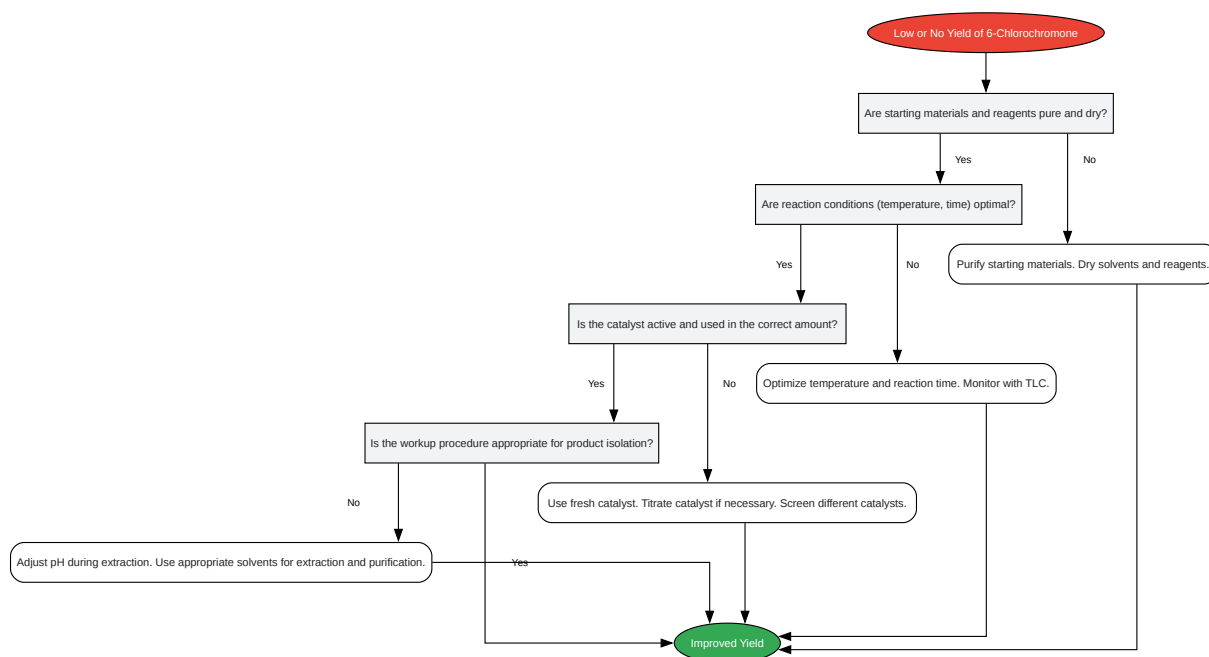 Low or No Yield of 6-Chlorochromone
Are starting materials and reagents pure and dry?
Yes
No
Are reaction conditions (temperature, time) optimal?
Purify starting materials. Dry solvents and reagents.
Yes
No
Is the catalyst active and used in the correct amount?
Optimize temperature and reaction time. Monitor with TLC.
Yes
No
Is the workup procedure appropriate for product isolation?
Use fresh catalyst. Titrate catalyst if necessary. Screen different catalysts.
No
Adjust pH during extraction. Use appropriate solvents for extraction and purification.
Yes
Improved Yield